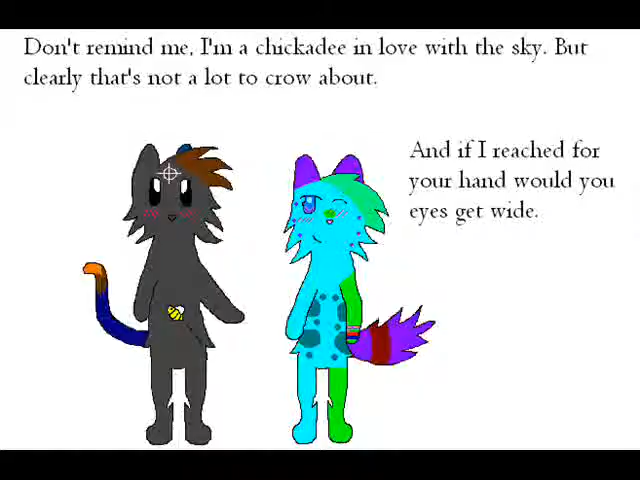 Don't remind me, I'm a chickadee in love with the sky. But
clearly that's not a lot to crow about.
And if I reached for
your hand would you
eyes get wide.